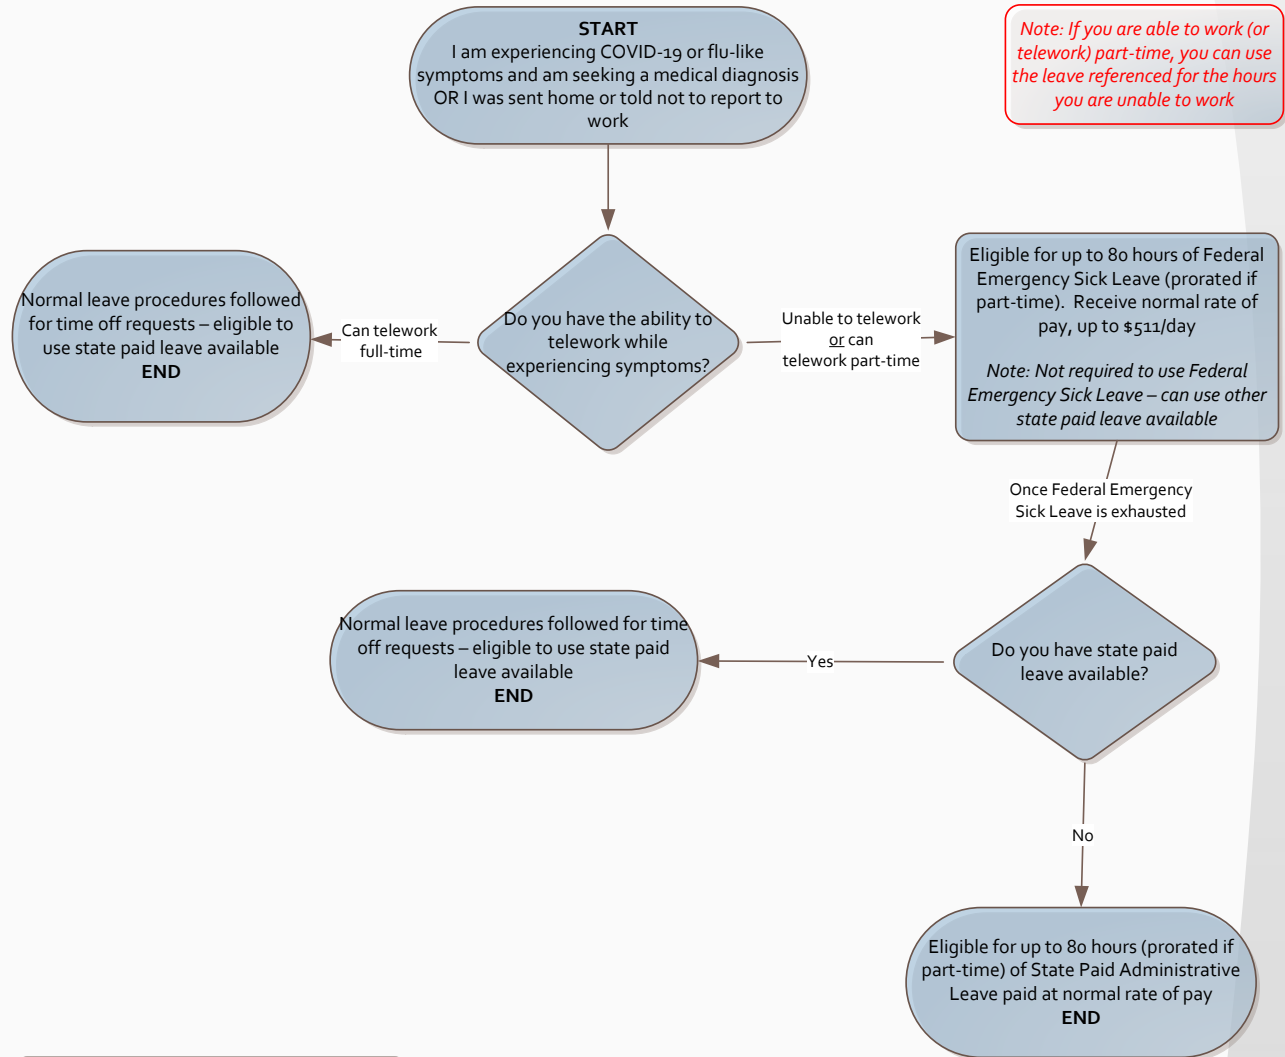 START
I am experiencing COVID-19 or flu-like
symptoms and am seeking a medical diagnosis
OR I was sent home or told not to report to
work
Note: If you are able to work (or
telework) part-time, you can use
the leave referenced for the hours
you are unable to work
Normal leave procedures followed
for time off requests – eligible to
use state paid leave available
END
Can telework
full-time
Do you have the ability to
telework while
experiencing symptoms?
Unable to telework
or can
telework part-time
Eligible for up to 80 hours of Federal
Emergency Sick Leave (prorated if
part-time).  Receive normal rate of
pay, up to $511/day
Note: Not required to use Federal
Emergency Sick Leave – can use other
state paid leave available
Once Federal Emergency
Sick Leave is exhausted
Do you have state paid
leave available?
Yes
Normal leave procedures followed for time
off requests – eligible to use state paid
leave available
END
No
Eligible for up to 80 hours (prorated if
part-time) of State Paid Administrative
Leave paid at normal rate of pay
END